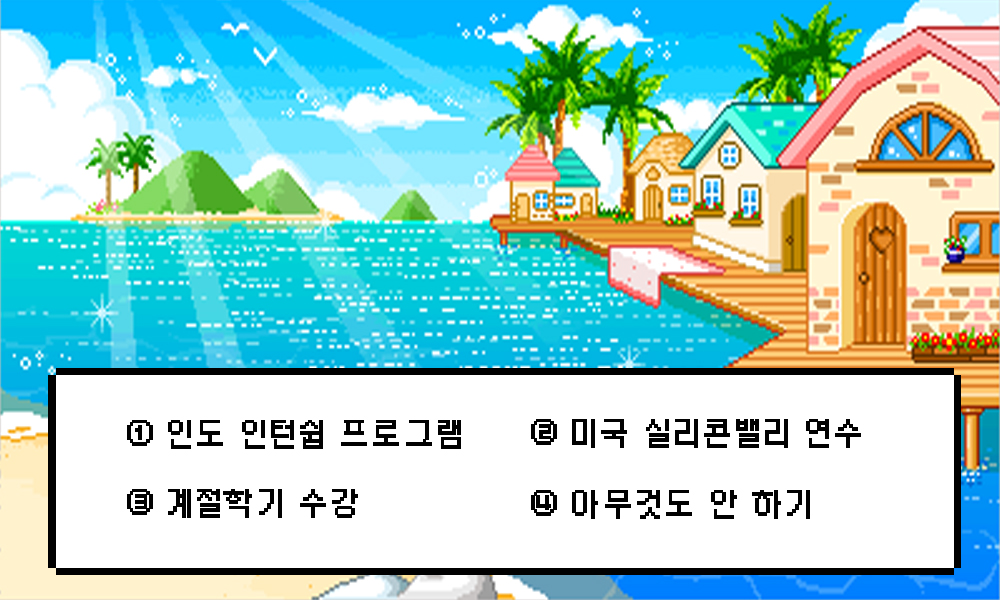 ① 인도 인턴쉽 프로그램 ② 미국 실리콘밸리 연수
③ 계절학기 수강 ④ 아무것도 안 하기